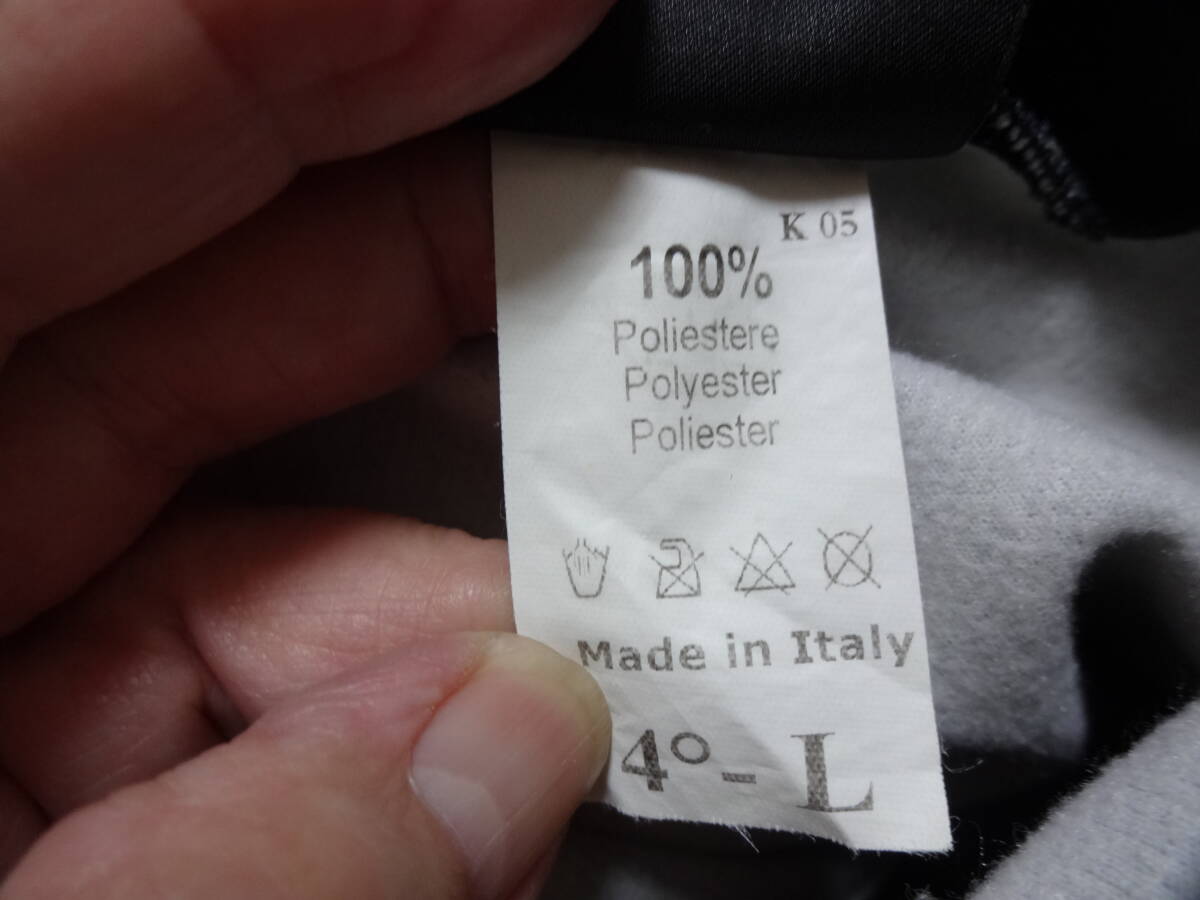 K 05
100%
Poliestere
Polyester
Poliester
Made in Italy
4° - L